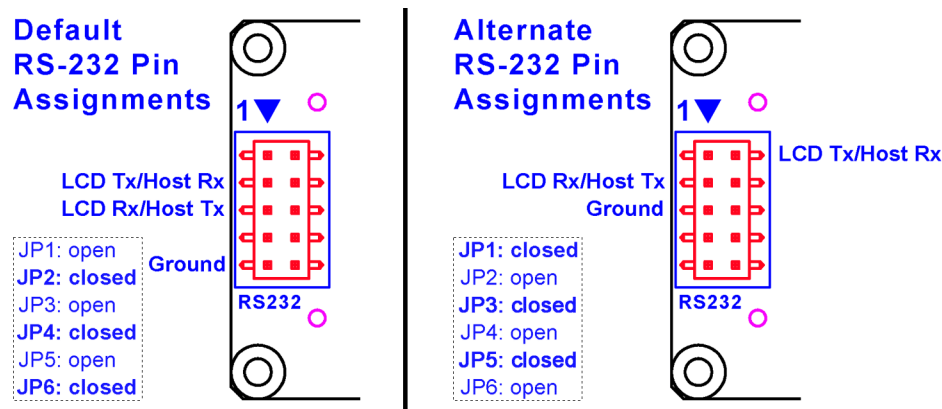 Default
RS-232 Pin
Assignments
1
LCD Tx/Host Rx
LCD Rx/Host Tx
Ground
JP1: open
JP2: closed
JP3: open
JP4: closed
JP5: open
JP6: closed
RS232
Alternate
RS-232 Pin
Assignments
1
LCD Tx/Host Rx
LCD Rx/Host Tx
Ground
JP1: closed
JP2: open
JP3: closed
JP4: open
JP5: closed
JP6: open
RS232